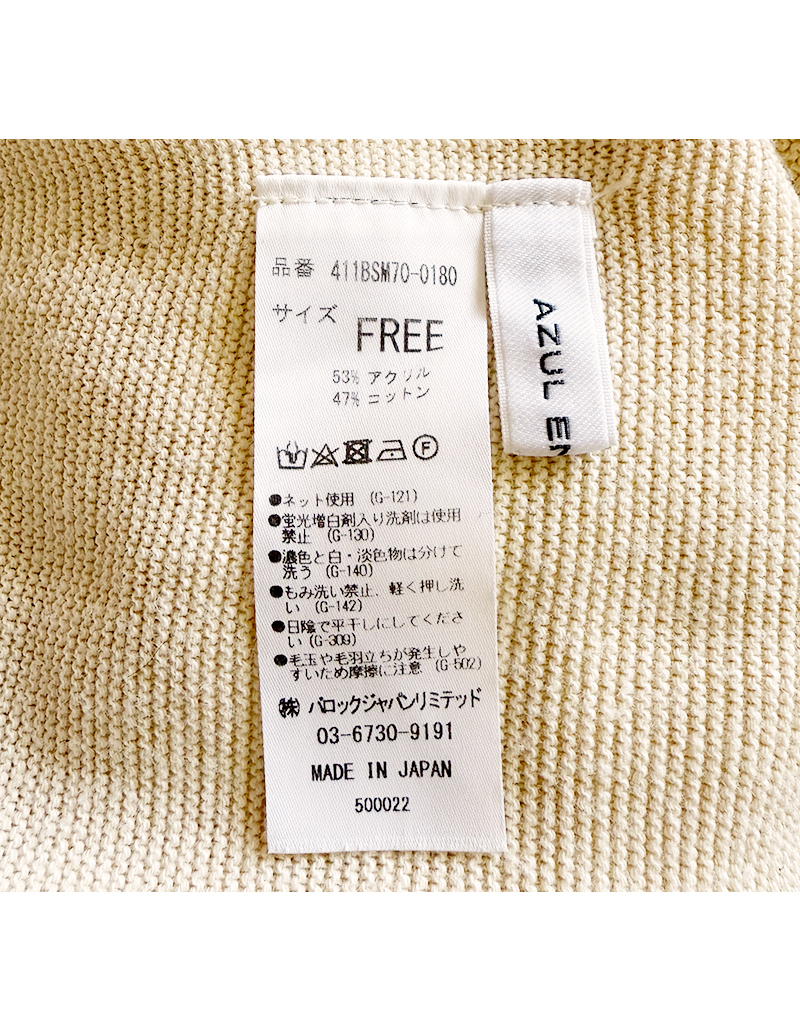 品番 411BSM70-0180
サイズ FREE
53% アクリル
47% コットン
Ⓕ
●ネット使用 (G-121)
●蛍光増白剤入り洗剤は使用
禁止 (G-130)
●濃色と白・淡色物は分けて
洗う (G-140)
●もみ洗い禁止、軽く押し洗
い (G-142)
●日陰で平干しにしてくださ
い(G-309)
●毛玉や毛羽立ちが発生しや
すいため摩擦に注意 (G-502)
㈱ バロックジャパンリミテッド
03-6730-9191
MADE IN JAPAN
500022
AZUL EN